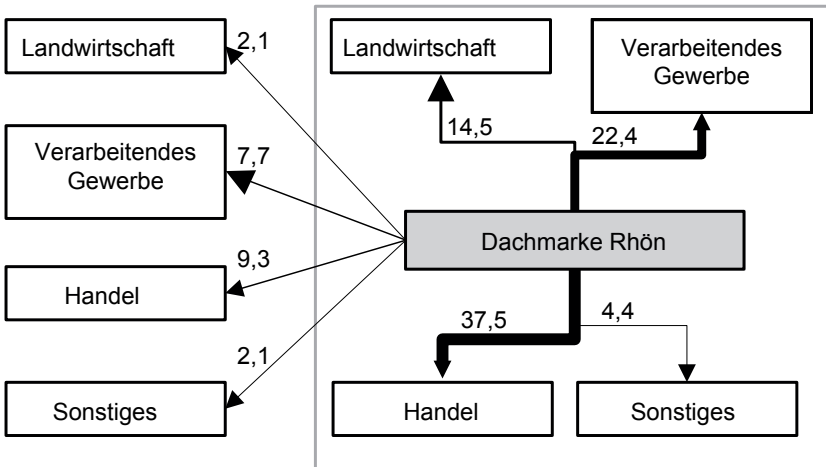 Landwirtschaft
2,1
Verarbeitendes
Gewerbe
7,7
Handel
9,3
Sonstiges
2,1
Landwirtschaft
14,5
Verarbeitendes
Gewerbe
22,4
Dachmarke Rhön
37,5
4,4
Handel
Sonstiges